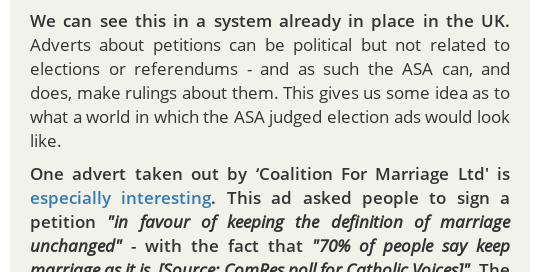 We can see this in a system already in place in the UK.
Adverts about petitions can be political but not related to
elections or referendums - and as such the ASA can, and
does, make rulings about them. This gives us some idea as to
what a world in which the ASA judged election ads would look
like.
One advert taken out by ‘Coalition For Marriage Ltd' is
especially interesting. This ad asked people to sign a
petition "in favour of keeping the definition of marriage
unchanged" - with the fact that "70% of people say keep
marriage as it is. [Source: ComRes poll for Catholic Voices]". The